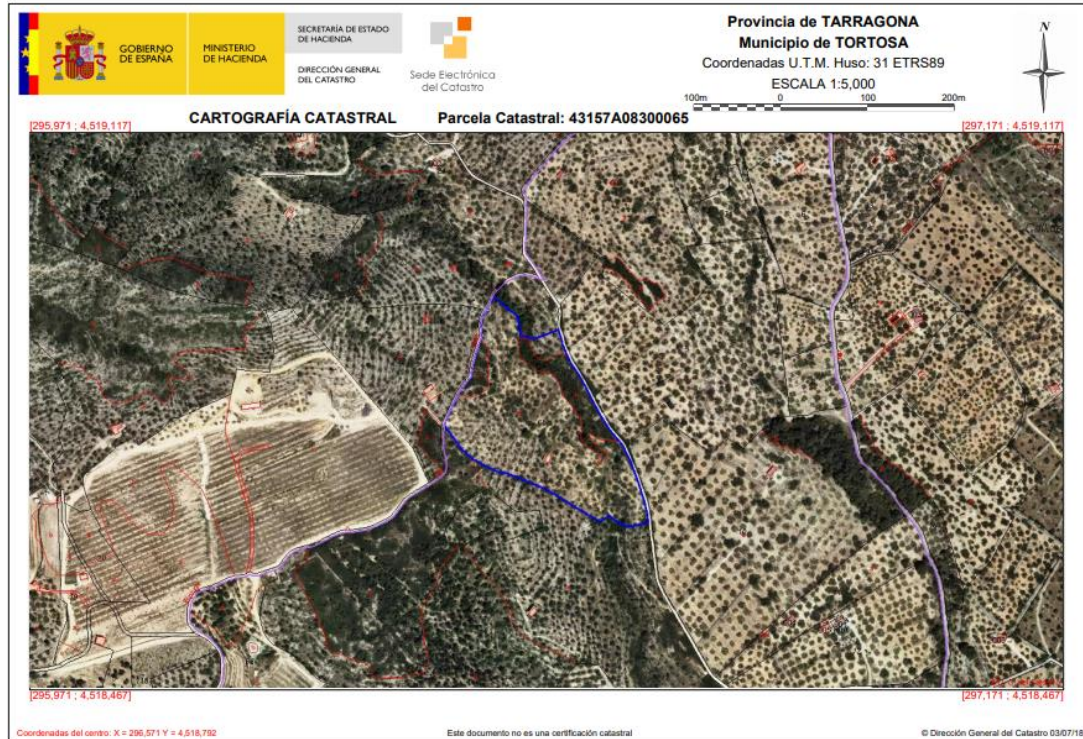 GOBIERNO
DE ESPAÑA
MINISTERIO
DE HACIENDA
SECRETARÍA DE ESTADO
DE HACIENDA
DIRECCIÓN GENERAL
DEL CATASTRO
Sede Electrónica
del Catastro
Provincia de TARRAGONA
Municipio de TORTOSA
Coordenadas U.T.M. Huso: 31 ETRS89
ESCALA 1:5,000
N
100m 0 100 200m
CARTOGRAFÍA CATASTRAL Parcela Catastral: 43157A08300065
[295,971 ; 4,519,117] [297,171 ; 4,519,117]
[295,971 ; 4,518,467] [297,171 ; 4,518,467]
Coordenadas del centro: X = 296,571 Y = 4,518,792 Este documento no es una certificación catastral © Dirección General del Catastro 03/07/18